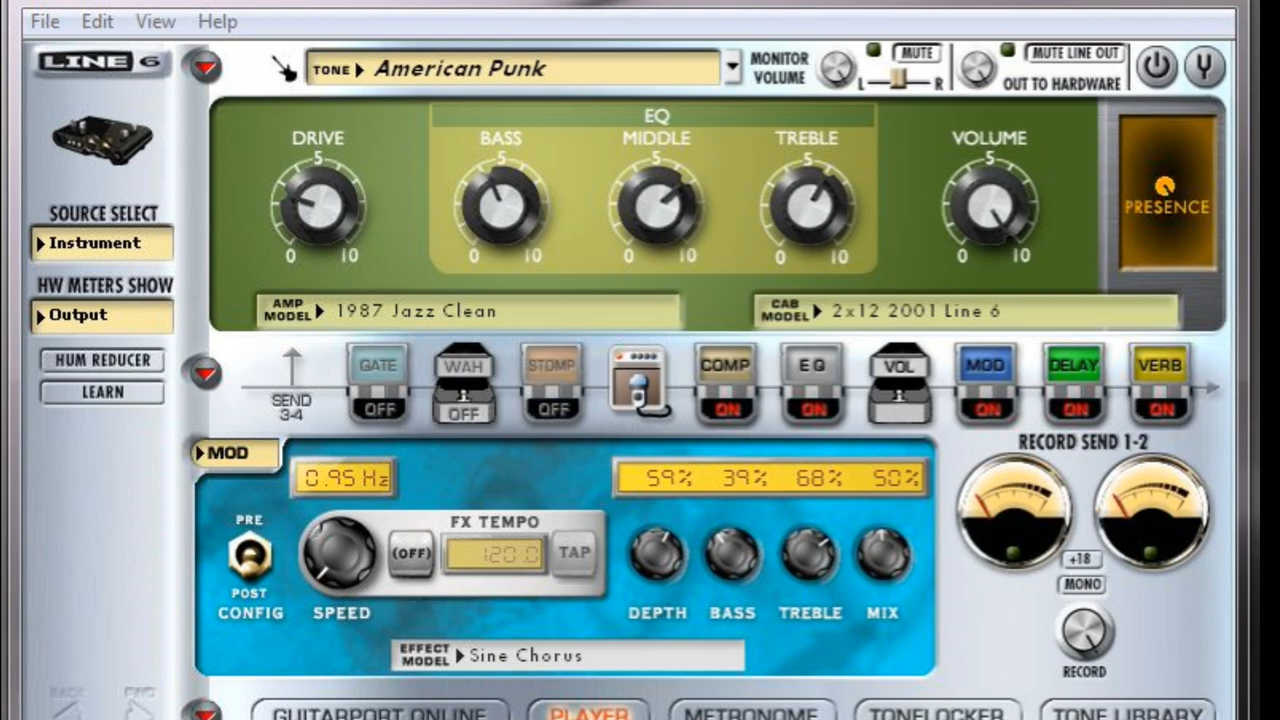 File Edit View Help
LINE 6
TONE American Punk
MONITOR VOLUME
MUTE
L R
MUTE LINE OUT
OUT TO HARDWARE
SOURCE SELECT
Instrument
HW METERS SHOW
Output
HUM REDUCER
LEARN
EQ
DRIVE BASS MIDDLE TREBLE VOLUME
5 5 5 5 5
0 10 0 10 0 10 0 10 0 10
PRESENCE
AMP MODEL 1987 Jazz Clean
CAB MODEL 2x12 2001 Line 6
SEND 3-4
GATE WAH STOMP COMP EQ VOL MOD DELAY VERB
OFF OFF OFF ON ON ON ON ON
MOD
0.95 Hz
59% 39% 68% 50%
PRE
POST
CONFIG
SPEED
FX TEMPO
(OFF) 120.0 TAP
DEPTH BASS TREBLE MIX
EFFECT MODEL Sine Chorus
RECORD SEND 1-2
+18
MONO
RECORD
BACK FWD
GUITARPORT ONLINE PLAYER METRONOME TONELOCKER TONE LIBRARY